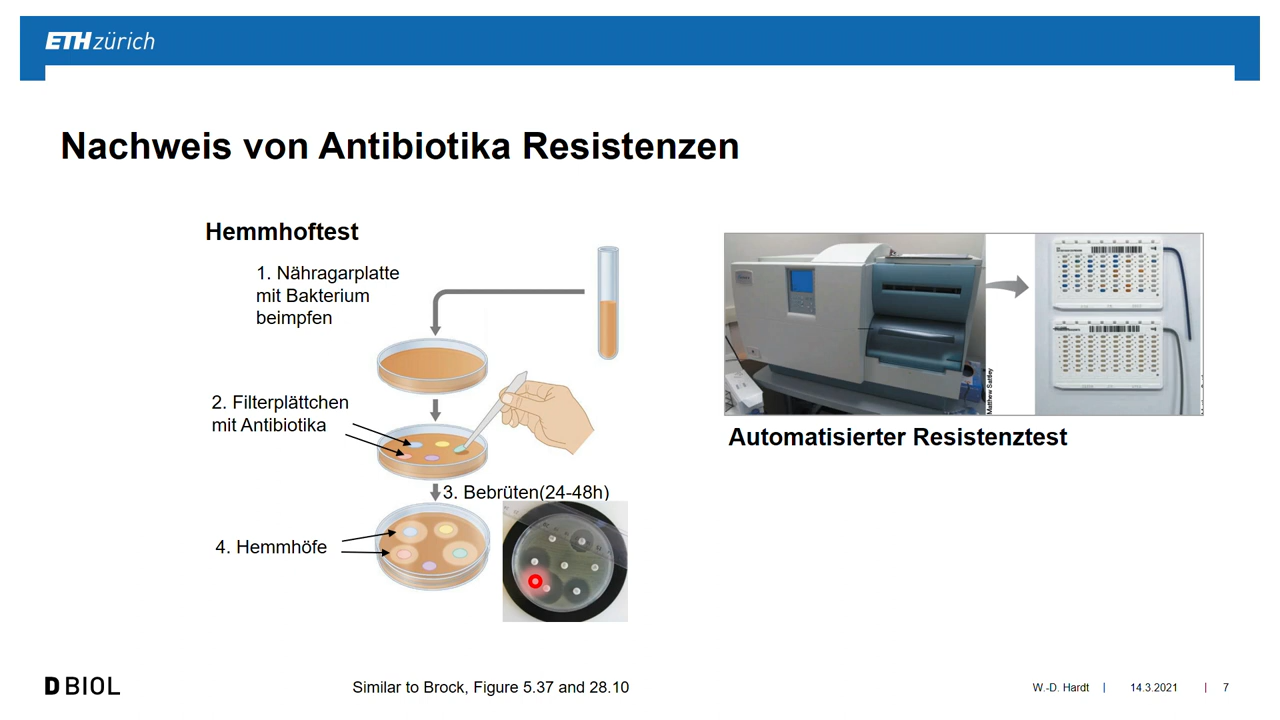 ETH zürich
Nachweis von Antibiotika Resistenzen
Hemmhoftest
1. Nähragarplatte
mit Bakterium
beimpfen
2. Filterplättchen
mit Antibiotika
3. Bebrüten(24-48h)
4. Hemmhöfe
Matthew Sattley
Automatisierter Resistenztest
D BIOL
Similar to Brock, Figure 5.37 and 28.10
W.-D. Hardt | 14.3.2021 | 7